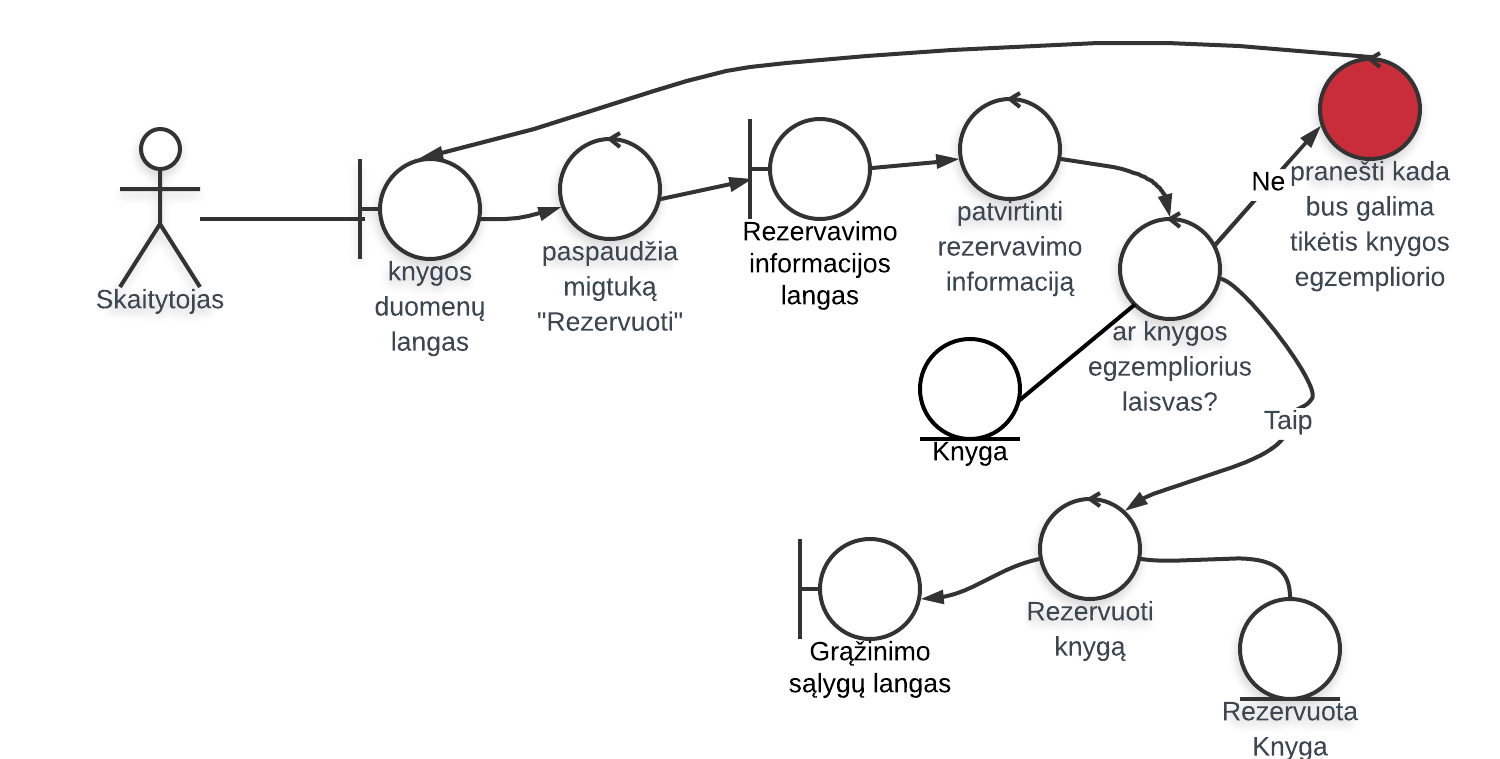 Skaitytojas
knygos
duomenų
langas
paspaudžia
migtuką
"Rezervuoti"
Rezervavimo
informacijos
langas
patvirtinti
rezervavimo
informaciją
ar knygos
egzempliorius
laisvas?
Ne
pranešti kada
bus galima
tikėtis knygos
egzempliorio
Knyga
Taip
Rezervuoti
knygą
Grąžinimo
sąlygų langas
Rezervuota
Knyga